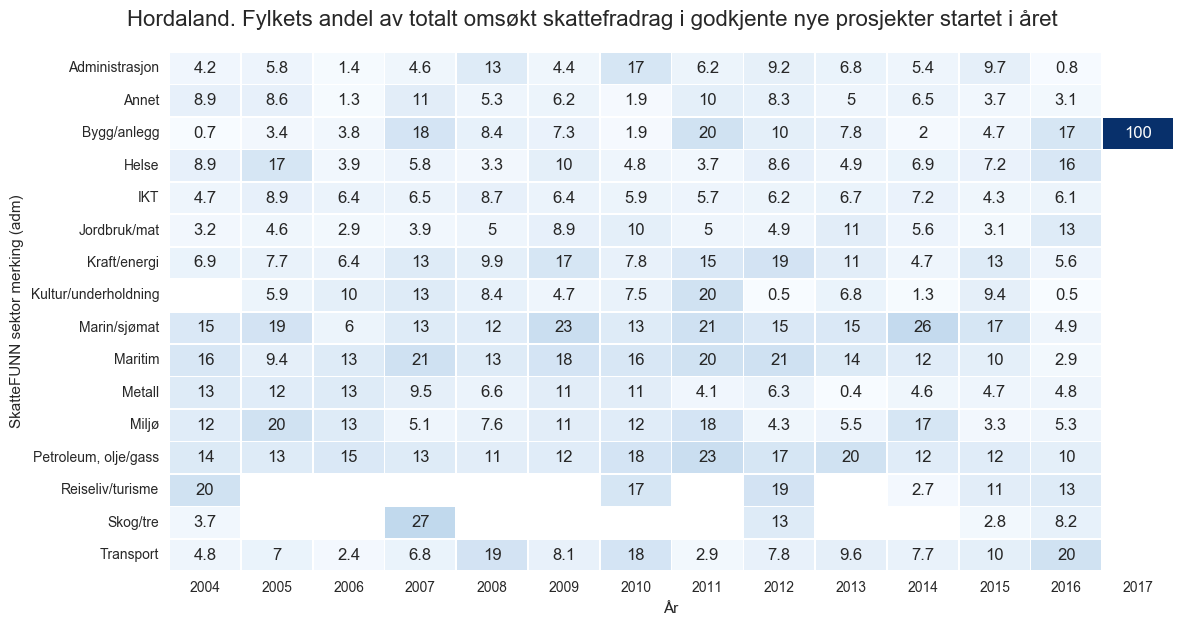 Hordaland. Fylkets andel av totalt omsøkt skattefradrag i godkjente nye prosjekter startet i året
SkatteFUNN sektor merking (adm)
Administrasjon 4.2 5.8 1.4 4.6 13 4.4 17 6.2 9.2 6.8 5.4 9.7 0.8
Annet 8.9 8.6 1.3 11 5.3 6.2 1.9 10 8.3 5 6.5 3.7 3.1
Bygg/anlegg 0.7 3.4 3.8 18 8.4 7.3 1.9 20 10 7.8 2 4.7 17 100
Helse 8.9 17 3.9 5.8 3.3 10 4.8 3.7 8.6 4.9 6.9 7.2 16
IKT 4.7 8.9 6.4 6.5 8.7 6.4 5.9 5.7 6.2 6.7 7.2 4.3 6.1
Jordbruk/mat 3.2 4.6 2.9 3.9 5 8.9 10 5 4.9 11 5.6 3.1 13
Kraft/energi 6.9 7.7 6.4 13 9.9 17 7.8 15 19 11 4.7 13 5.6
Kultur/underholdning 5.9 10 13 8.4 4.7 7.5 20 0.5 6.8 1.3 9.4 0.5
Marin/sjømat 15 19 6 13 12 23 13 21 15 15 26 17 4.9
Maritim 16 9.4 13 21 13 18 16 20 21 14 12 10 2.9
Metall 13 12 13 9.5 6.6 11 11 4.1 6.3 0.4 4.6 4.7 4.8
Miljø 12 20 13 5.1 7.6 11 12 18 4.3 5.5 17 3.3 5.3
Petroleum, olje/gass 14 13 15 13 11 12 18 23 17 20 12 12 10
Reiseliv/turisme 20 17 19 2.7 11 13
Skog/tre 3.7 27 13 2.8 8.2
Transport 4.8 7 2.4 6.8 19 8.1 18 2.9 7.8 9.6 7.7 10 20
2004 2005 2006 2007 2008 2009 2010 2011 2012 2013 2014 2015 2016 2017
År